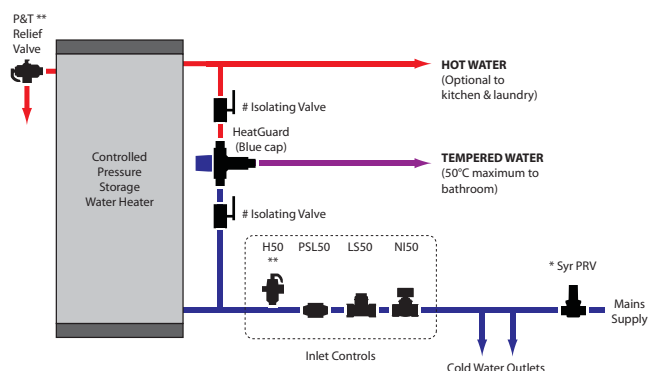 P&T **
Relief
Valve
HOT WATER
(Optional to
kitchen & laundry)
# Isolating Valve
HeatGuard
(Blue cap)
Controlled
Pressure
Storage
Water Heater
TEMPERED WATER
(50°C maximum to
bathroom)
# Isolating Valve
H50 PSL50 LS50 NI50
**
* Syr PRV
Mains
Supply
Inlet Controls
Cold Water Outlets